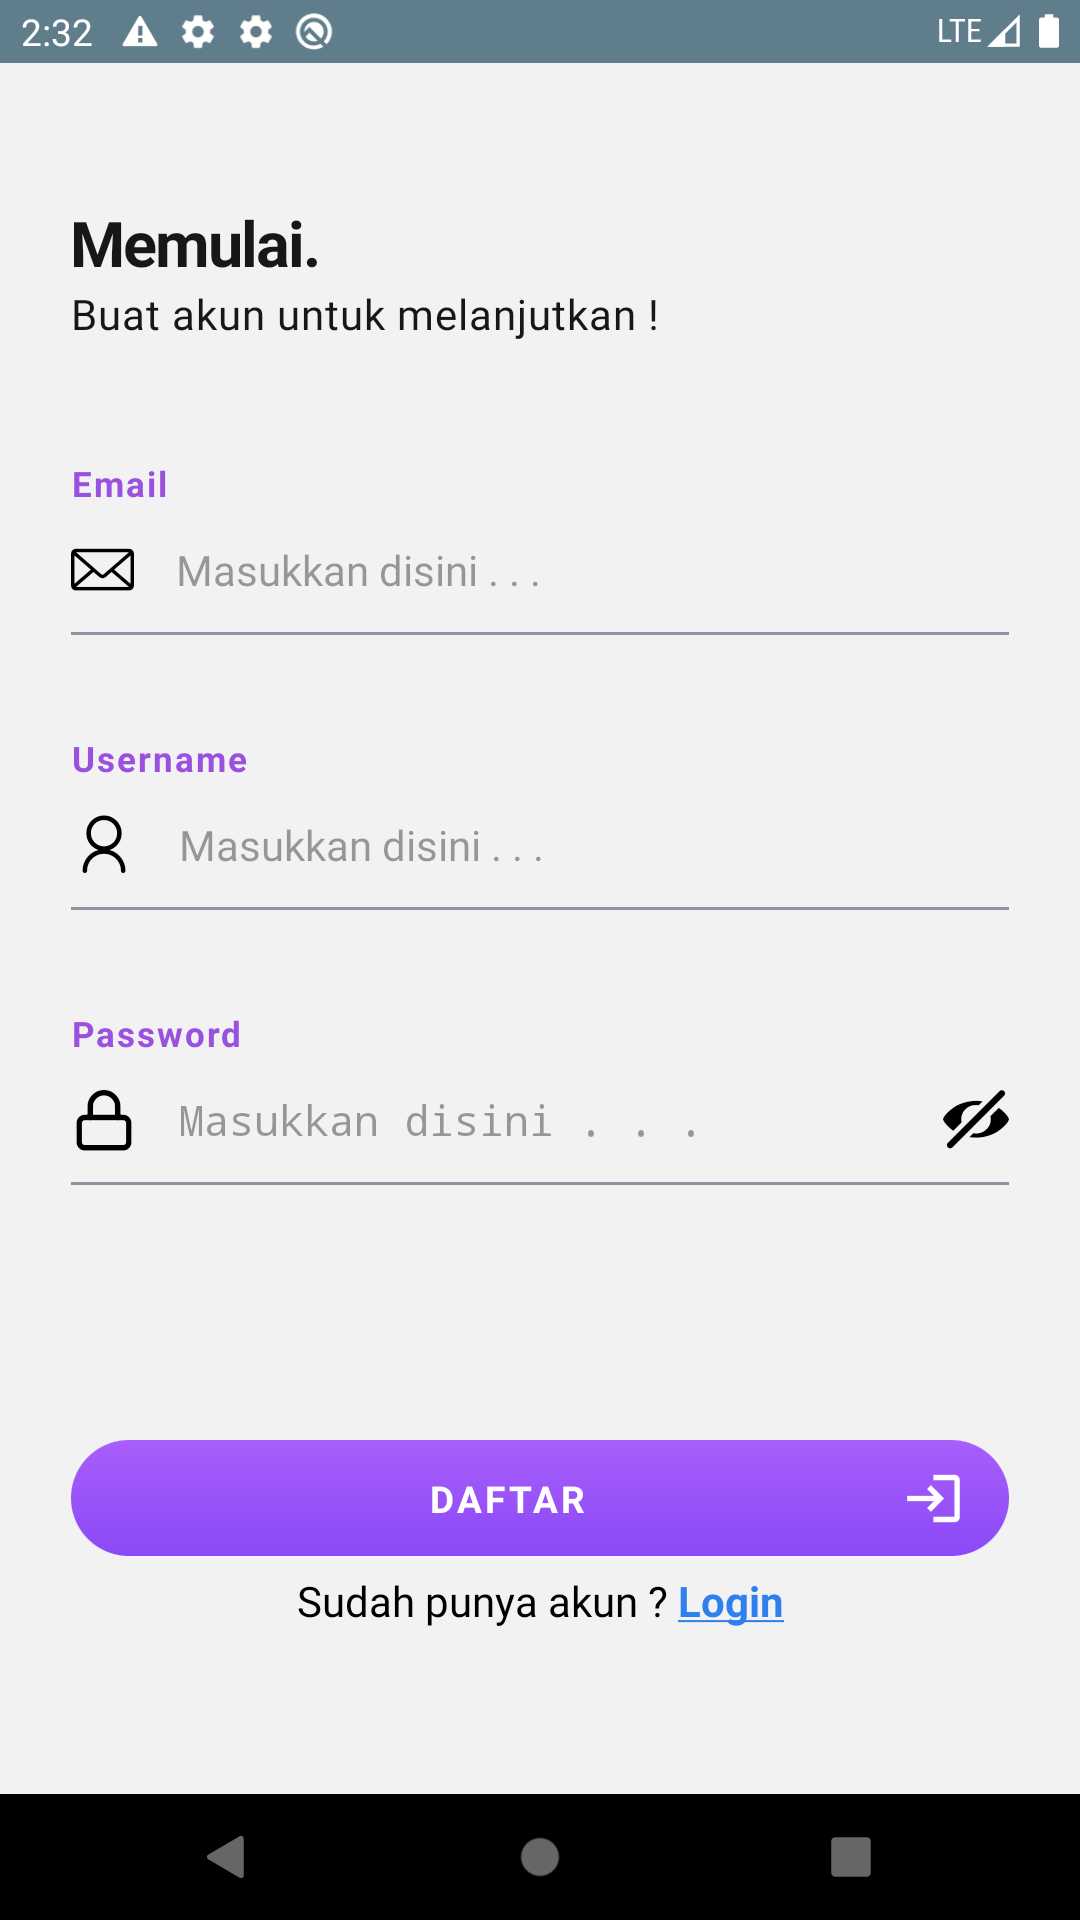 2:32 LTE
Memulai.
Buat akun untuk melanjutkan !
Email
Masukkan disini . . .
Username
Masukkan disini . . .
Password
Masukkan disini . . .
DAFTAR
Sudah punya akun ? Login